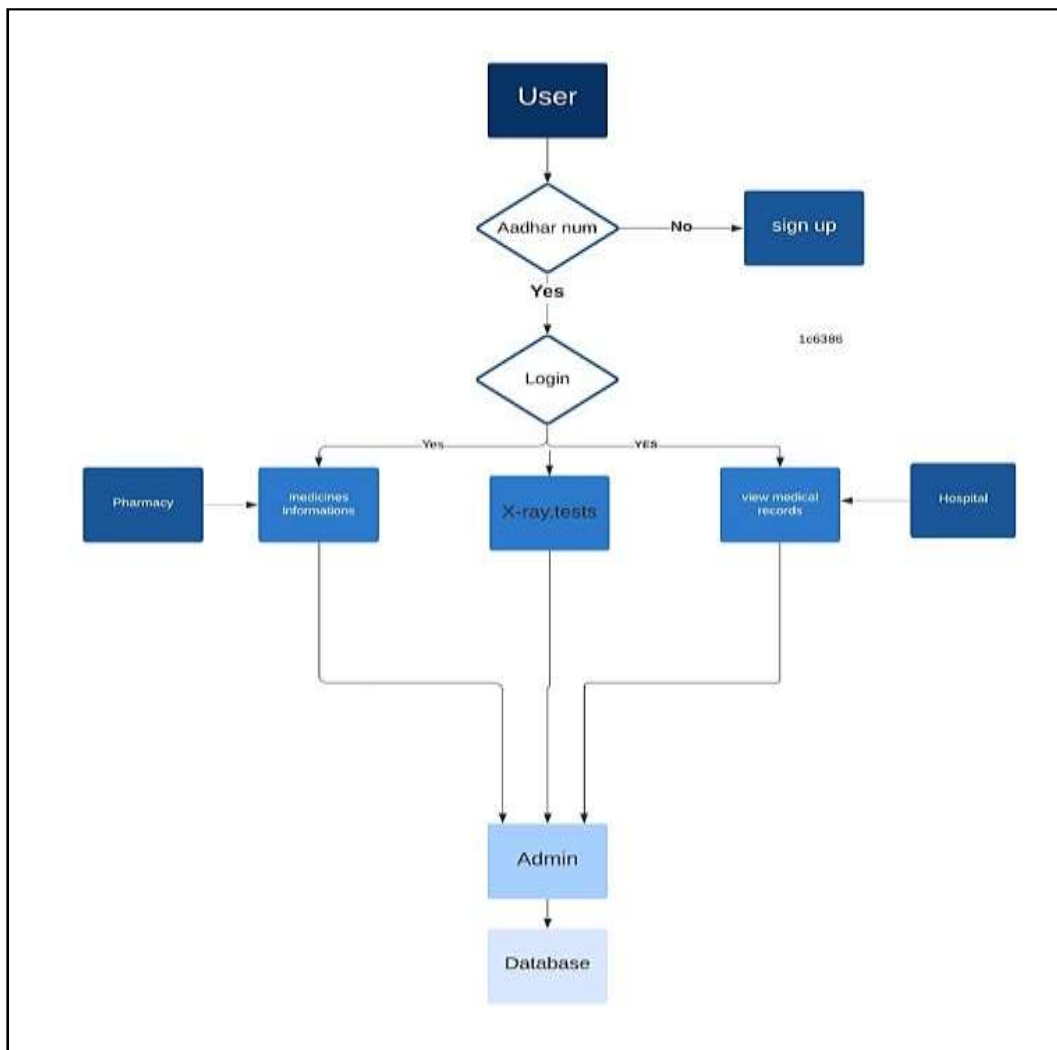 User
Aadhar num
No
sign up
Yes
1c6386
Login
Yes
YES
Pharmacy
medicines
informations
X-ray,tests
view medical
records
Hospital
Admin
Database